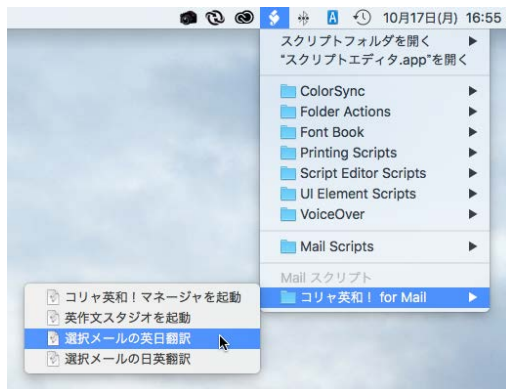 A 10月17日(月) 16:55
スクリプトフォルダを開く
“スクリプトエディタ.app”を開く
ColorSync
Folder Actions
Font Book
Printing Scripts
Script Editor Scripts
UI Element Scripts
VoiceOver
Mail Scripts
Mail スクリプト
コリャ英和！ for Mail
コリャ英和！マネージャを起動
英作文スタジオを起動
選択メールの英日翻訳
選択メールの日英翻訳